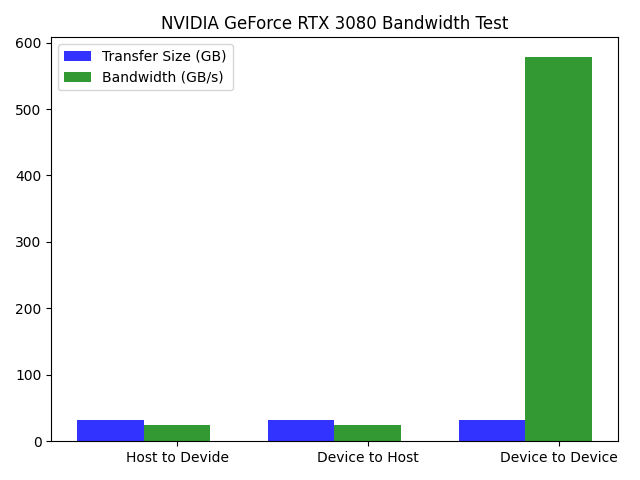 NVIDIA GeForce RTX 3080 Bandwidth Test
Transfer Size (GB)
Bandwidth (GB/s)
600
500
400
300
200
100
0
Host to Devide
Device to Host
Device to Device